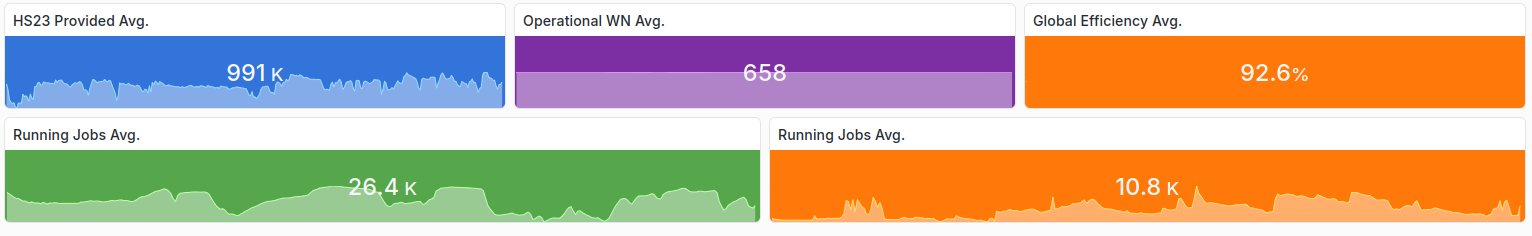 HS23 Provided Avg.
991 K
Operational WN Avg.
658
Global Efficiency Avg.
92.6%
Running Jobs Avg.
26.4 K
Running Jobs Avg.
10.8 K